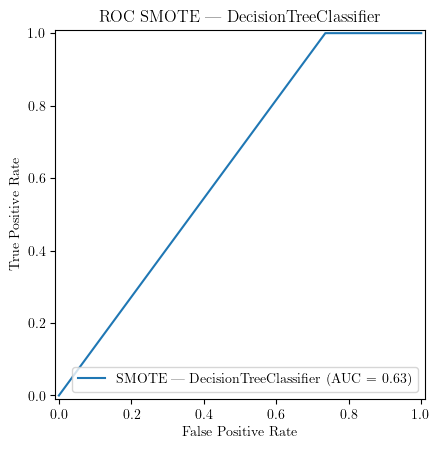 ROC SMOTE — DecisionTreeClassifier
1.0
0.8
0.6
0.4
0.2
0.0
True Positive Rate
SMOTE — DecisionTreeClassifier (AUC = 0.63)
0.0 0.2 0.4 0.6 0.8 1.0
False Positive Rate